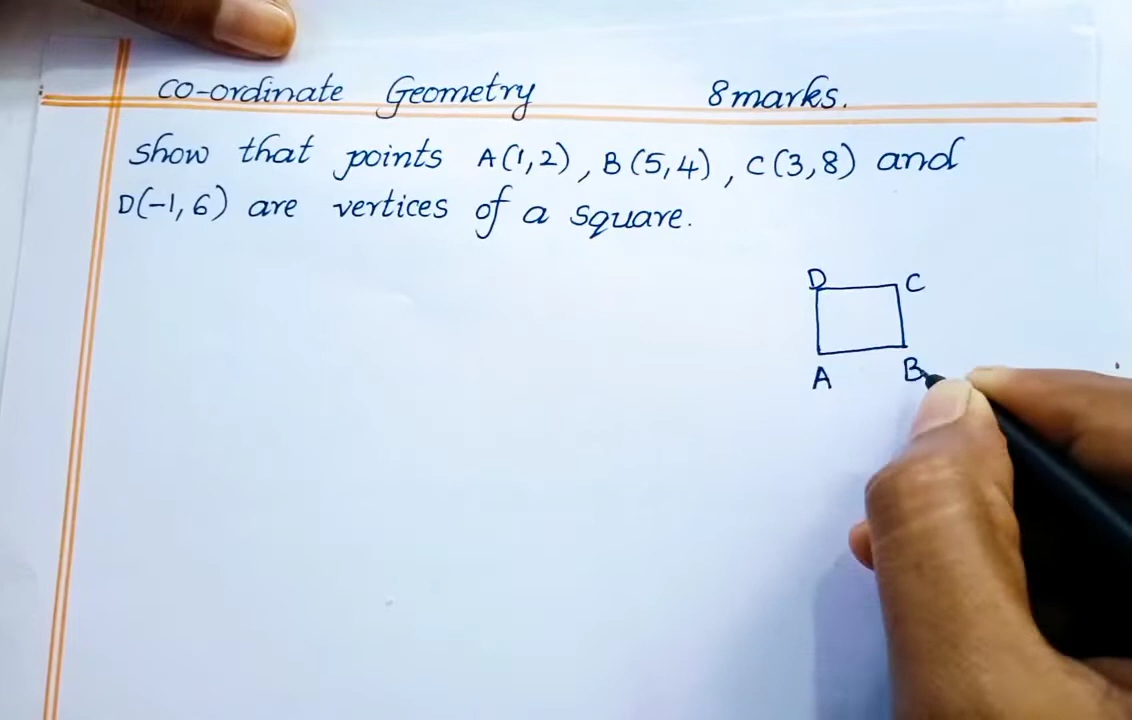 co-ordinate Geometry 8marks.
show that points A(1,2), B(5,4), C(3,8) and
D(-1,6) are vertices of a square.
D C
A B